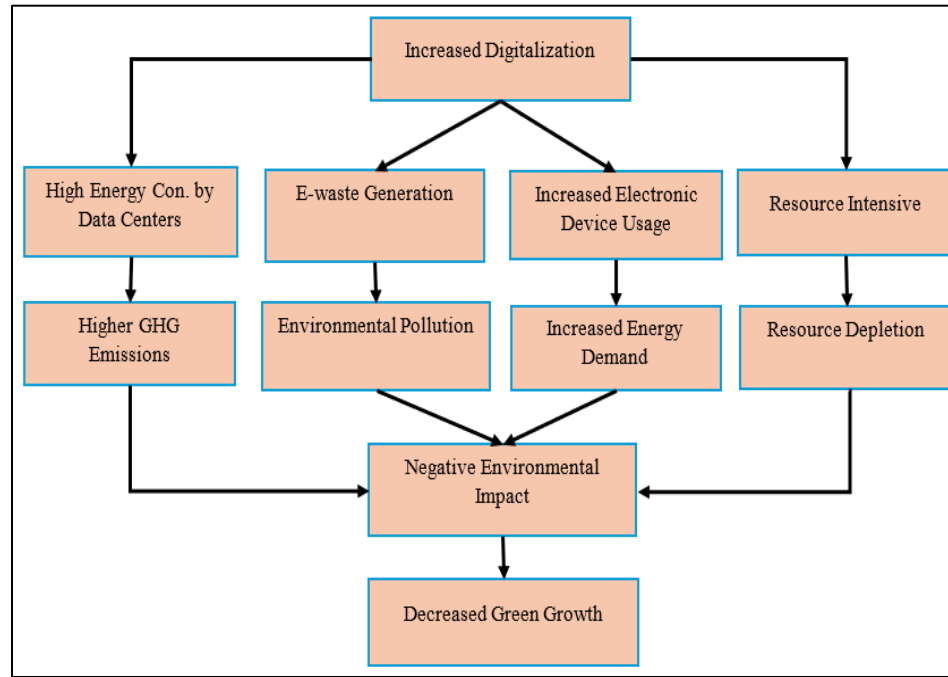 Increased Digitalization
High Energy Con. by
Data Centers
E-waste Generation
Increased Electronic
Device Usage
Resource Intensive
Higher GHG
Emissions
Environmental Pollution
Increased Energy
Demand
Resource Depletion
Negative Environmental
Impact
Decreased Green Growth